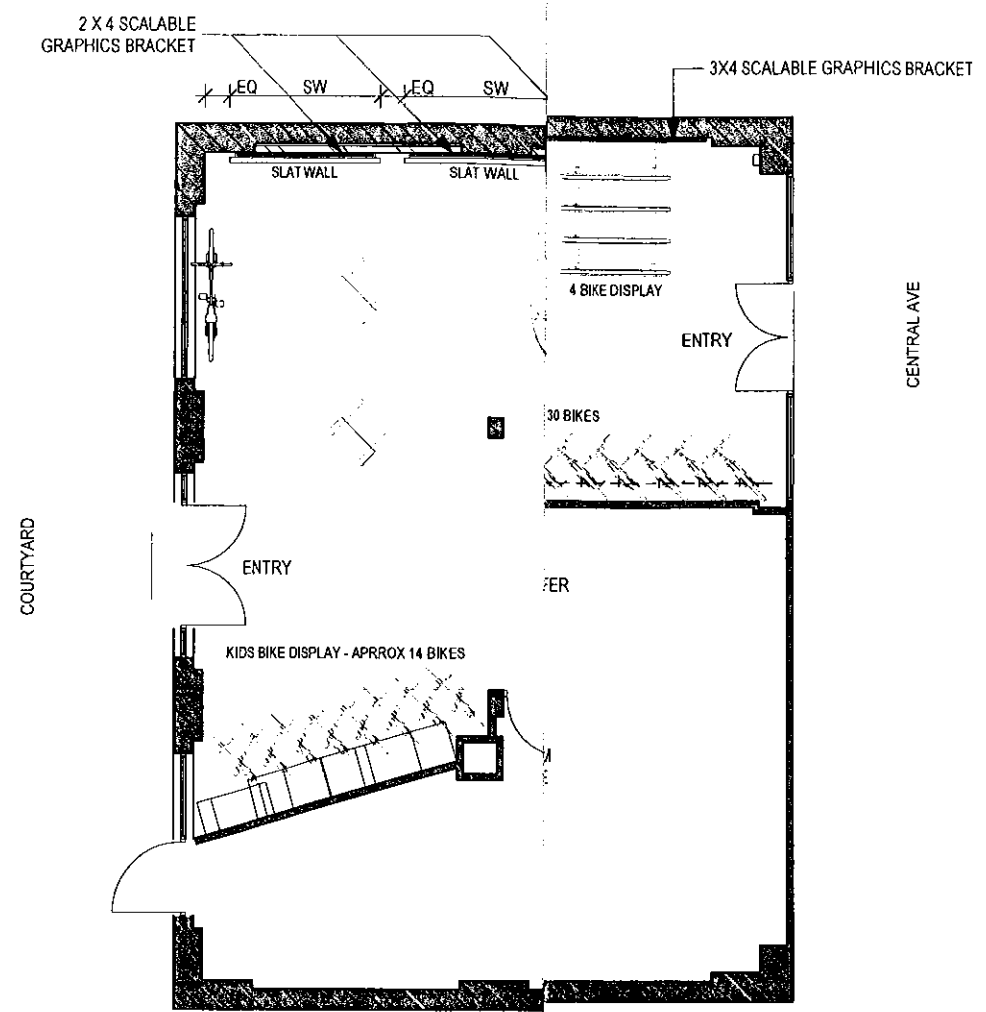 2 X 4 SCALABLE
GRAPHICS BRACKET
3X4 SCALABLE GRAPHICS BRACKET
EQ
SW
EQ
SW
SLAT WALL
SLAT WALL
4 BIKE DISPLAY
ENTRY
CENTRAL AVE
30 BIKES
COURTYARD
ENTRY
FER
KIDS BIKE DISPLAY - APRROX 14 BIKES